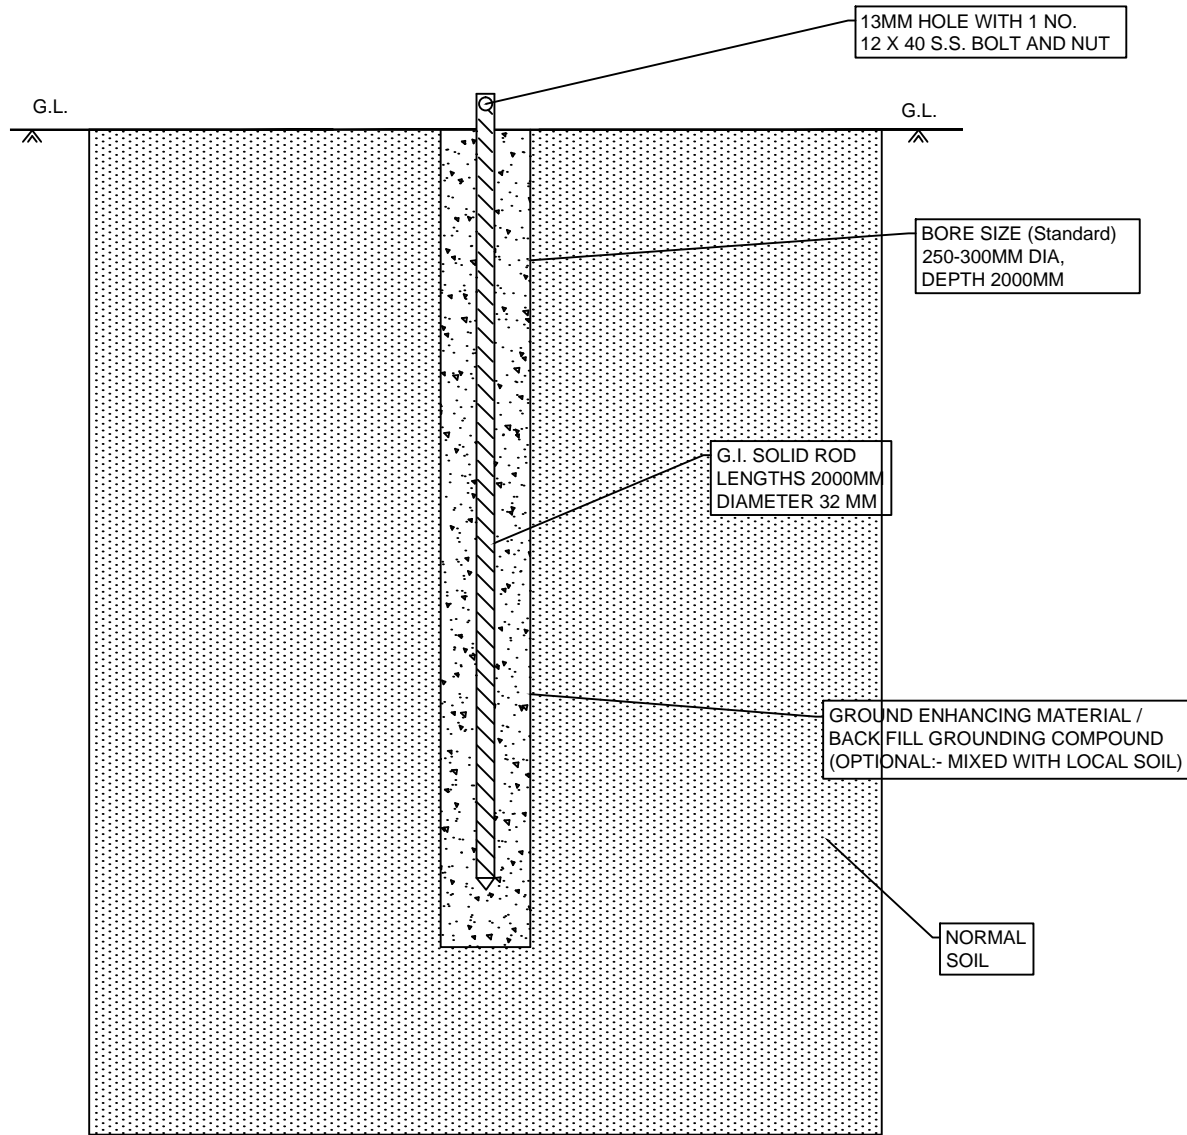 13MM HOLE WITH 1 NO.
12 X 40 S.S. BOLT AND NUT
G.L.
G.L.
BORE SIZE (Standard)
250-300MM DIA,
DEPTH 2000MM
G.I. SOLID ROD
LENGTHS 2000MM
DIAMETER 32 MM
GROUND ENHANCING MATERIAL /
BACK FILL GROUNDING COMPOUND
(OPTIONAL:- MIXED WITH LOCAL SOIL)
NORMAL
SOIL